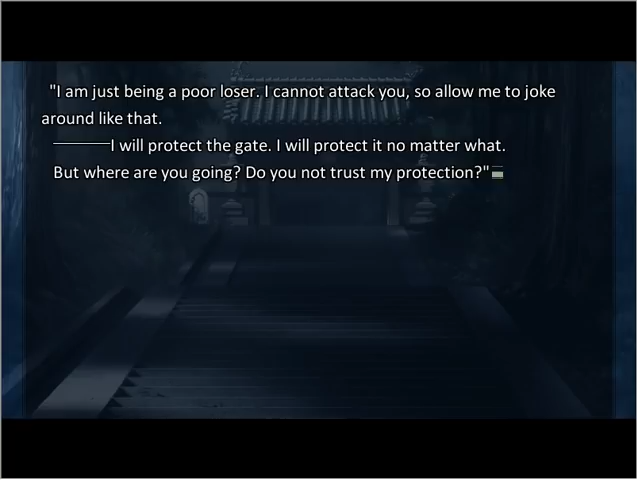 "I am just being a poor loser. I cannot attack you, so allow me to joke
around like that.
————I will protect the gate. I will protect it no matter what.
But where are you going? Do you not trust my protection?"